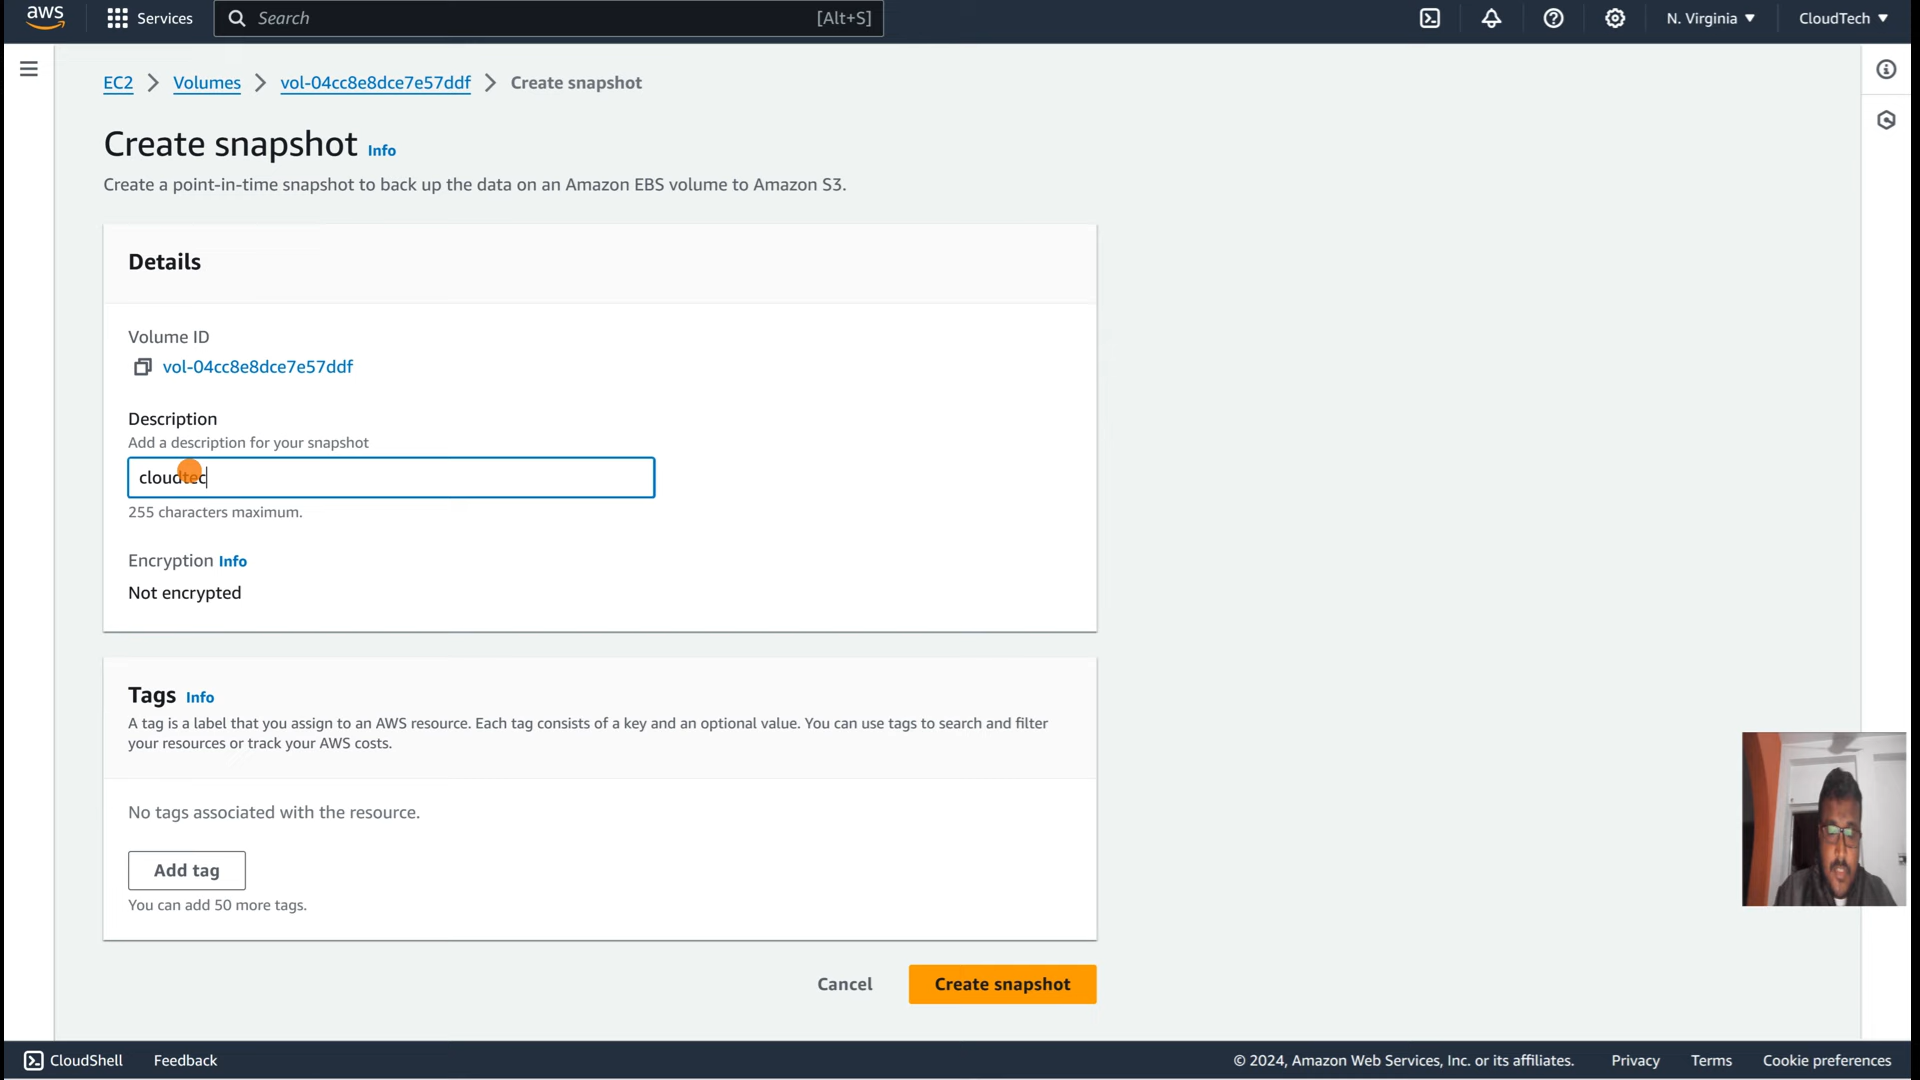 aws Services Search [Alt+S] N. Virginia CloudTech
EC2 Volumes vol-04cc8e8dce7e57ddf Create snapshot
Create snapshot Info
Create a point-in-time snapshot to back up the data on an Amazon EBS volume to Amazon S3.
Details
Volume ID
vol-04cc8e8dce7e57ddf
Description
Add a description for your snapshot
cloudtec
255 characters maximum.
Encryption Info
Not encrypted
Tags Info
A tag is a label that you assign to an AWS resource. Each tag consists of a key and an optional value. You can use tags to search and filter
your resources or track your AWS costs.
No tags associated with the resource.
Add tag
You can add 50 more tags.
Cancel Create snapshot
CloudShell Feedback © 2024, Amazon Web Services, Inc. or its affiliates. Privacy Terms Cookie preferences